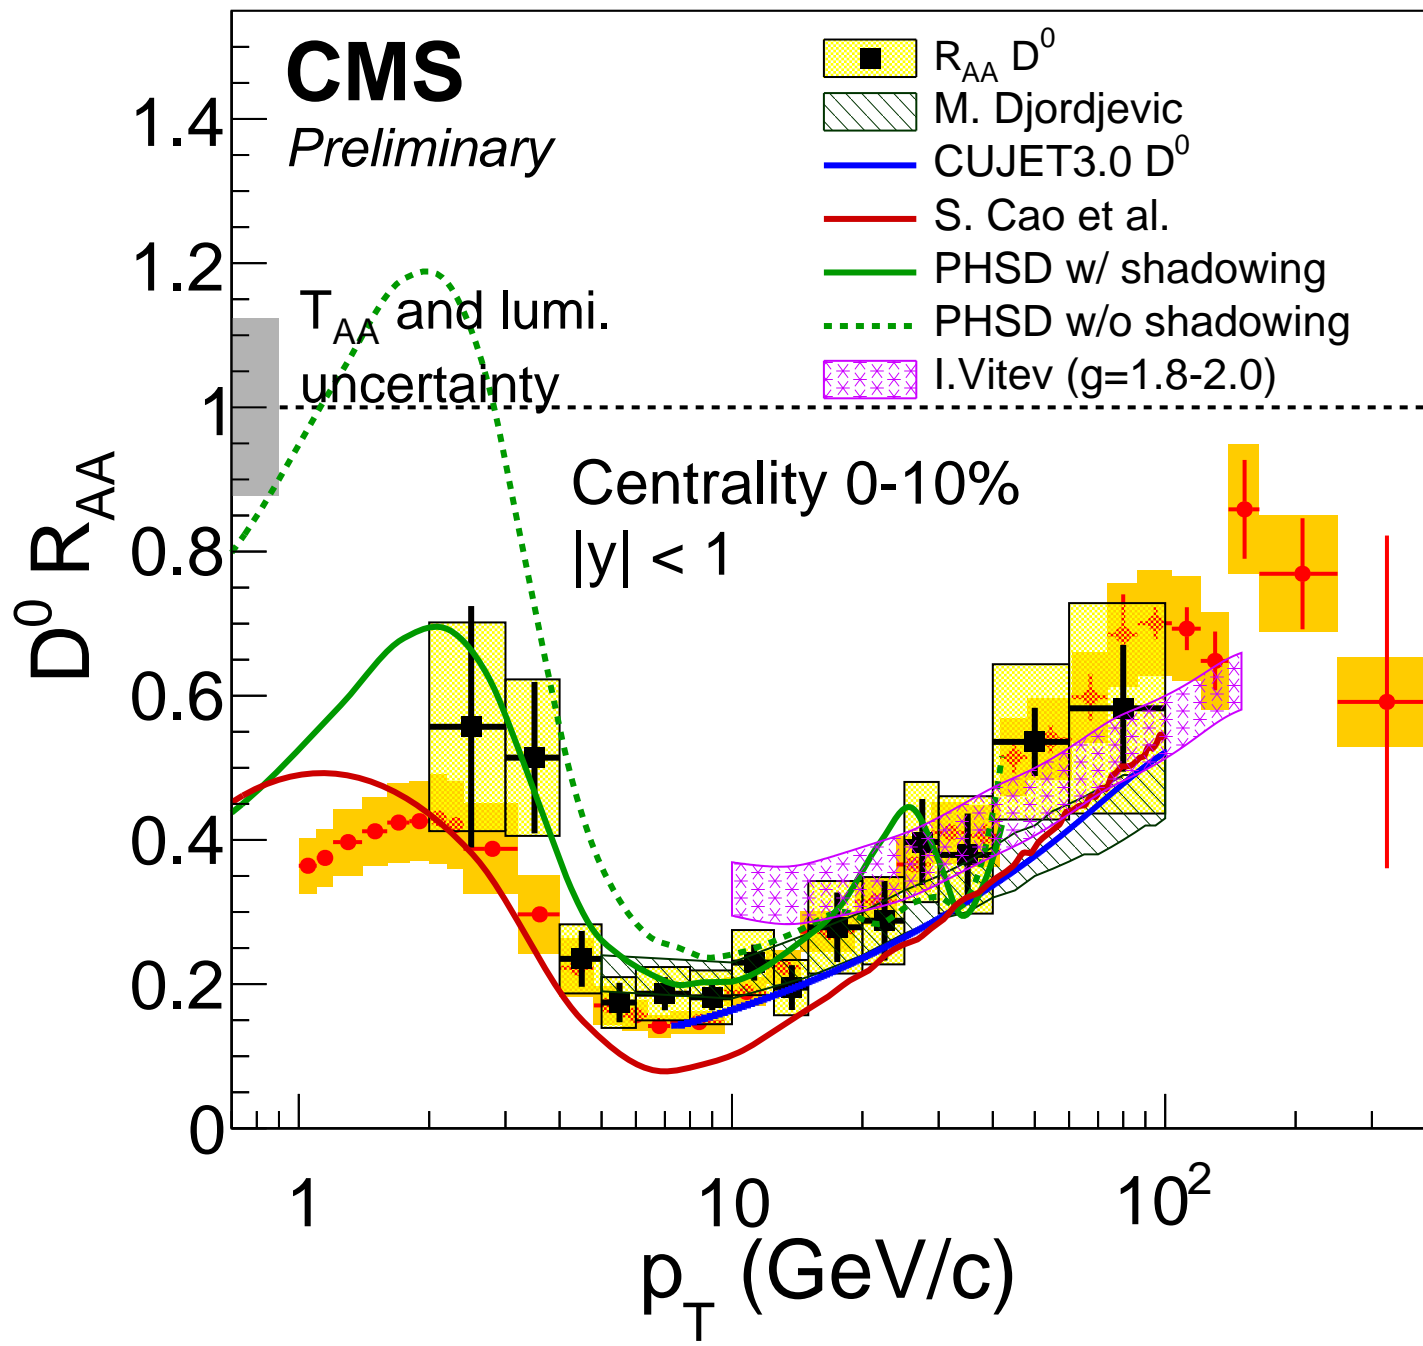 CMS
Preliminary
R_AA D^0
M. Djordjevic
CUJET3.0 D^0
S. Cao et al.
PHSD w/ shadowing
PHSD w/o shadowing
I.Vitev (g=1.8-2.0)
T_AA and lumi.
uncertainty
Centrality 0-10%
|y| < 1
D^0 R_AA
1.4
1.2
1
0.8
0.6
0.4
0.2
0
1 10 10^2
p_T (GeV/c)